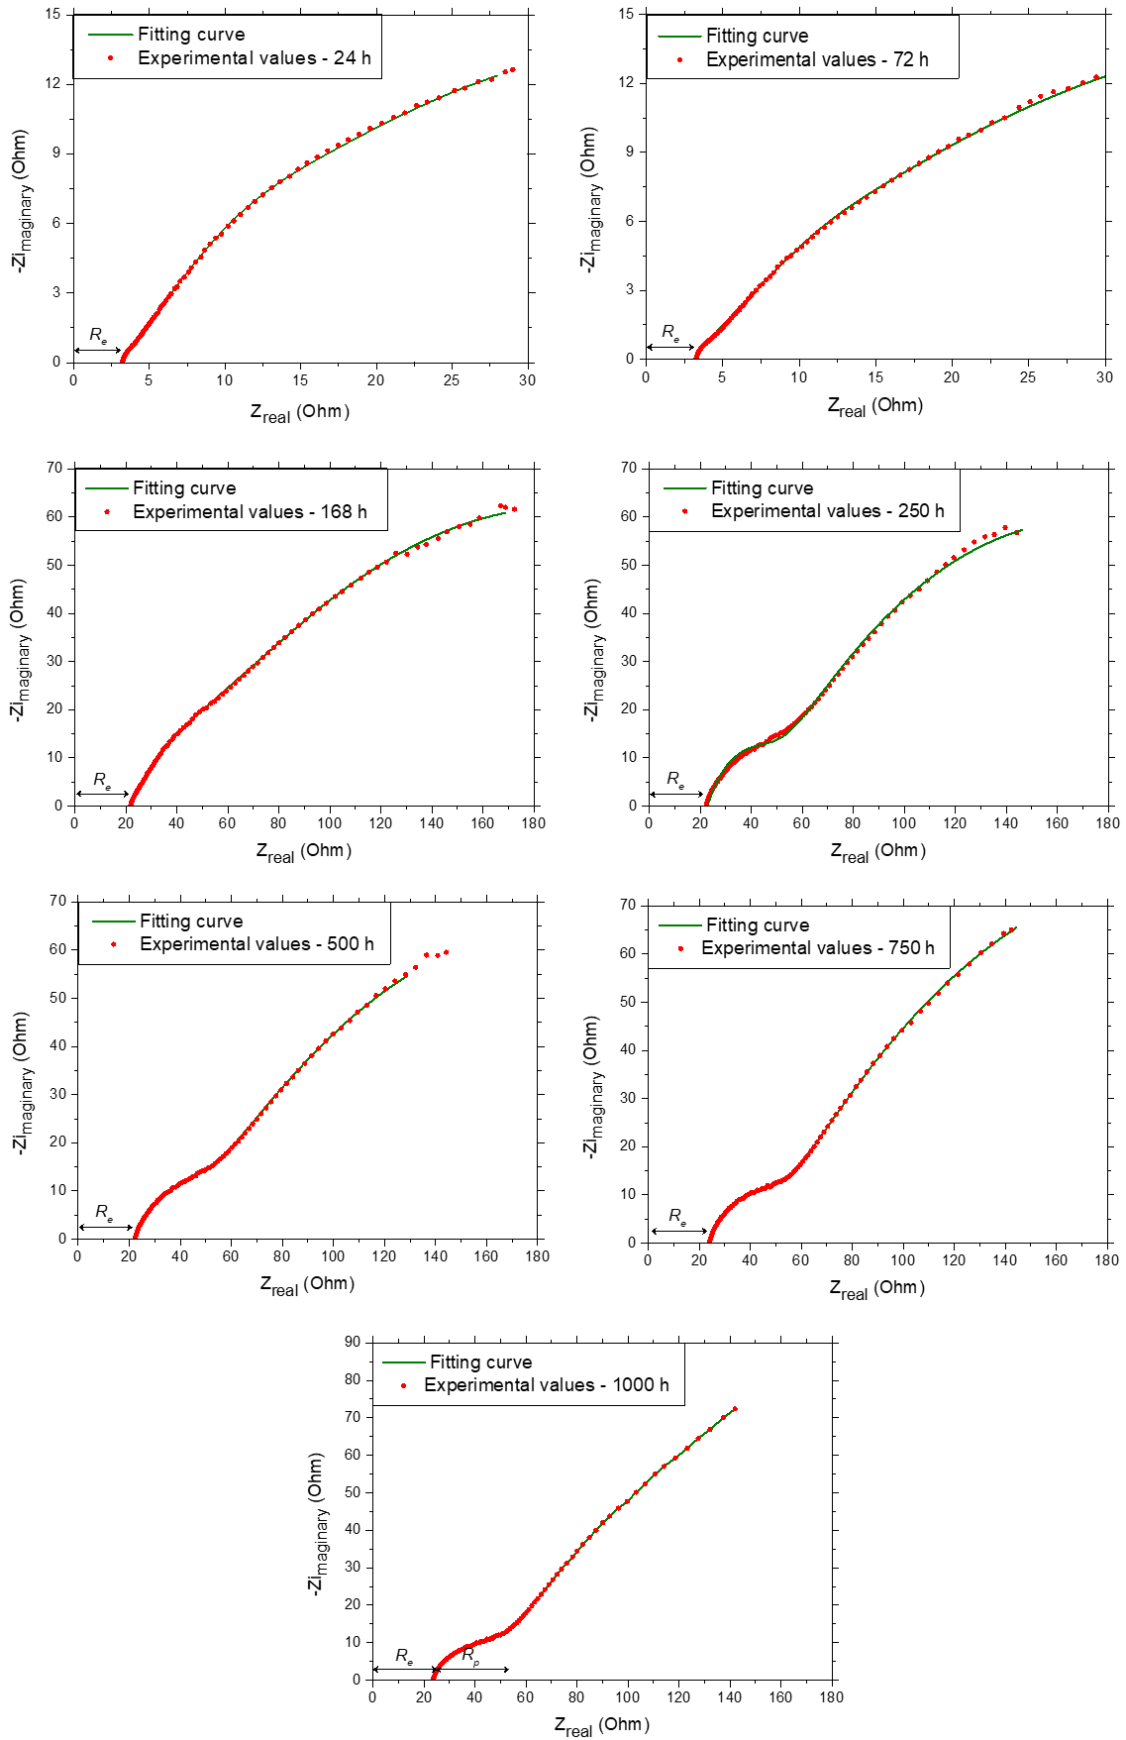 15
12
9
6
3
0
-Zimaginary (Ohm)
Fitting curve
Experimental values - 24 h
Re
0 5 10 15 20 25 30
Zreal (Ohm)
15
12
9
6
3
0
-Zimaginary (Ohm)
Fitting curve
Experimental values - 72 h
Re
0 5 10 15 20 25 30
Zreal (Ohm)
70
60
50
40
30
20
10
0
-Zimaginary (Ohm)
Fitting curve
Experimental values - 168 h
Re
0 20 40 60 80 100 120 140 160 180
Zreal (Ohm)
70
60
50
40
30
20
10
0
-Zimaginary (Ohm)
Fitting curve
Experimental values - 250 h
Re
0 20 40 60 80 100 120 140 160 180
Zreal (Ohm)
70
60
50
40
30
20
10
0
-Zimaginary (Ohm)
Fitting curve
Experimental values - 500 h
Re
0 20 40 60 80 100 120 140 160 180
Zreal (Ohm)
70
60
50
40
30
20
10
0
-Zimaginary (Ohm)
Fitting curve
Experimental values - 750 h
Re
0 20 40 60 80 100 120 140 160 180
Zreal (Ohm)
90
80
70
60
50
40
30
20
10
0
-Zimaginary (Ohm)
Fitting curve
Experimental values - 1000 h
Re Rp
0 20 40 60 80 100 120 140 160 180
Zreal (Ohm)